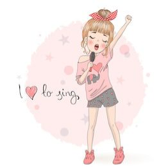 I ❤ to sing,